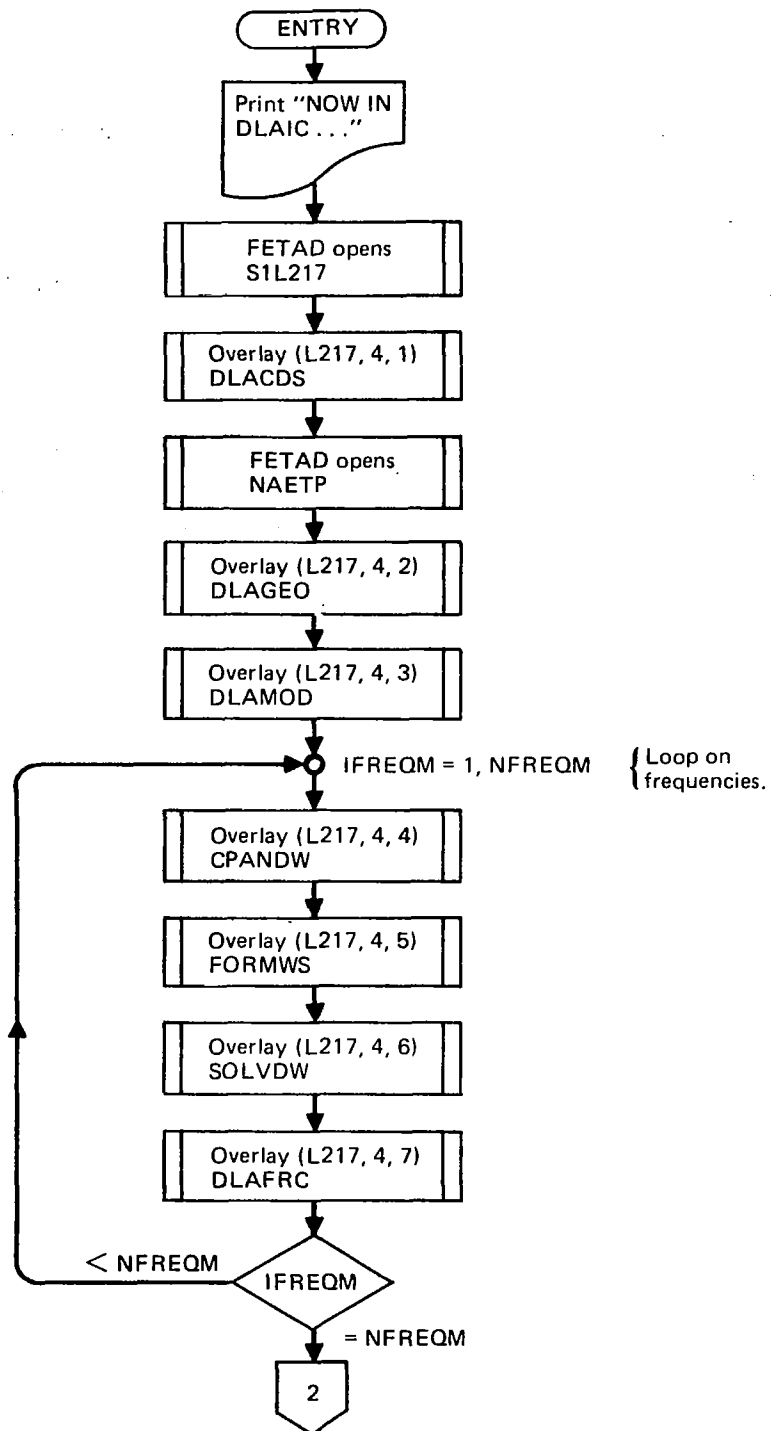 ENTRY
Print "NOW IN
DLAIC . . ."
FETAD opens
S1L217
Overlay (L217, 4, 1)
DLACDS
FETAD opens
NAETP
Overlay (L217, 4, 2)
DLAGEO
Overlay (L217, 4, 3)
DLAMOD
IFREQM = 1, NFREQM
Loop on
frequencies.
Overlay (L217, 4, 4)
CPANDW
Overlay (L217, 4, 5)
FORMWS
Overlay (L217, 4, 6)
SOLVDW
Overlay (L217, 4, 7)
DLAFRC
< NFREQM
IFREQM
= NFREQM
2